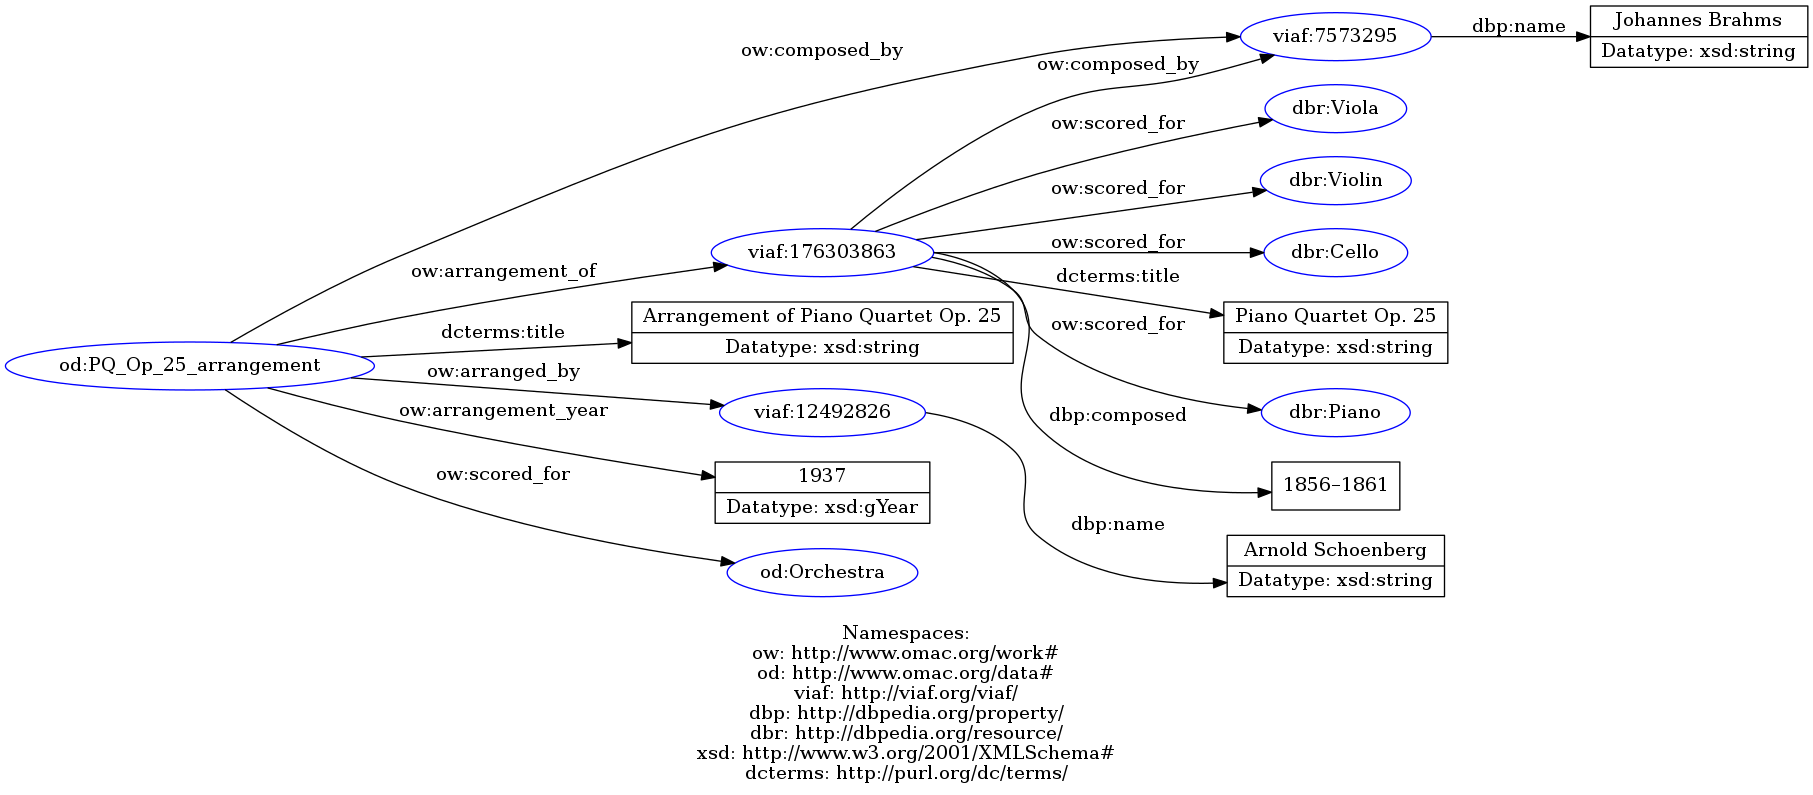 ow:composed_by
viaf:7573295
dbp:name
Johannes Brahms
Datatype: xsd:string
ow:composed_by
dbr:Viola
ow:scored_for
dbr:Violin
ow:scored_for
viaf:176303863
ow:scored_for
dbr:Cello
ow:arrangement_of
dcterms:title
Arrangement of Piano Quartet Op. 25
Datatype: xsd:string
Piano Quartet Op. 25
Datatype: xsd:string
dcterms:title
ow:scored_for
od:PQ_Op_25_arrangement
ow:arranged_by
viaf:12492826
dbp:composed
dbr:Piano
ow:arrangement_year
1937
Datatype: xsd:gYear
1856–1861
ow:scored_for
dbp:name
Arnold Schoenberg
Datatype: xsd:string
od:Orchestra
Namespaces:
ow: http://www.omac.org/work#
od: http://www.omac.org/data#
viaf: http://viaf.org/viaf/
dbp: http://dbpedia.org/property/
dbr: http://dbpedia.org/resource/
xsd: http://www.w3.org/2001/XMLSchema#
dcterms: http://purl.org/dc/terms/